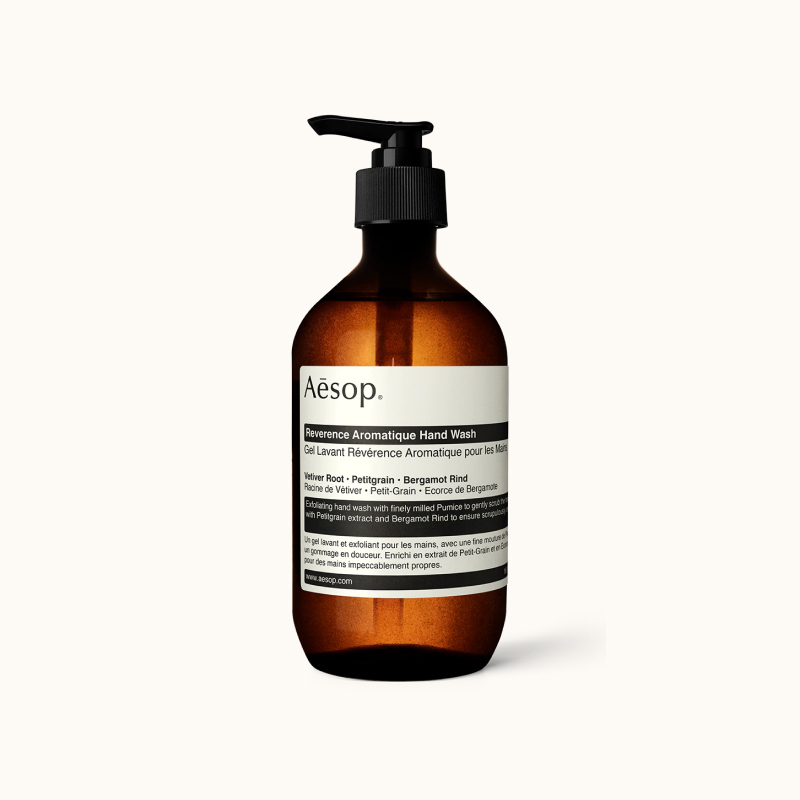 Aēsop®
Reverence Aromatique Hand Wash
Gel Lavant Révérence Aromatique pour les Mains
Vetiver Root • Petitgrain • Bergamot Rind
Racine de Vétiver • Petit-Grain • Ecorce de Bergamote
Exfoliating hand wash with finely milled Pumice to gently scrub the
with Petitgrain extract and Bergamot Rind to ensure scrupulously
Un gel lavant et exfoliant pour les mains, avec une fine mouture de
un gommage en douceur. Enrichi en extrait de Petit-Grain et en
pour des mains impeccablement propres.
www.aesop.com